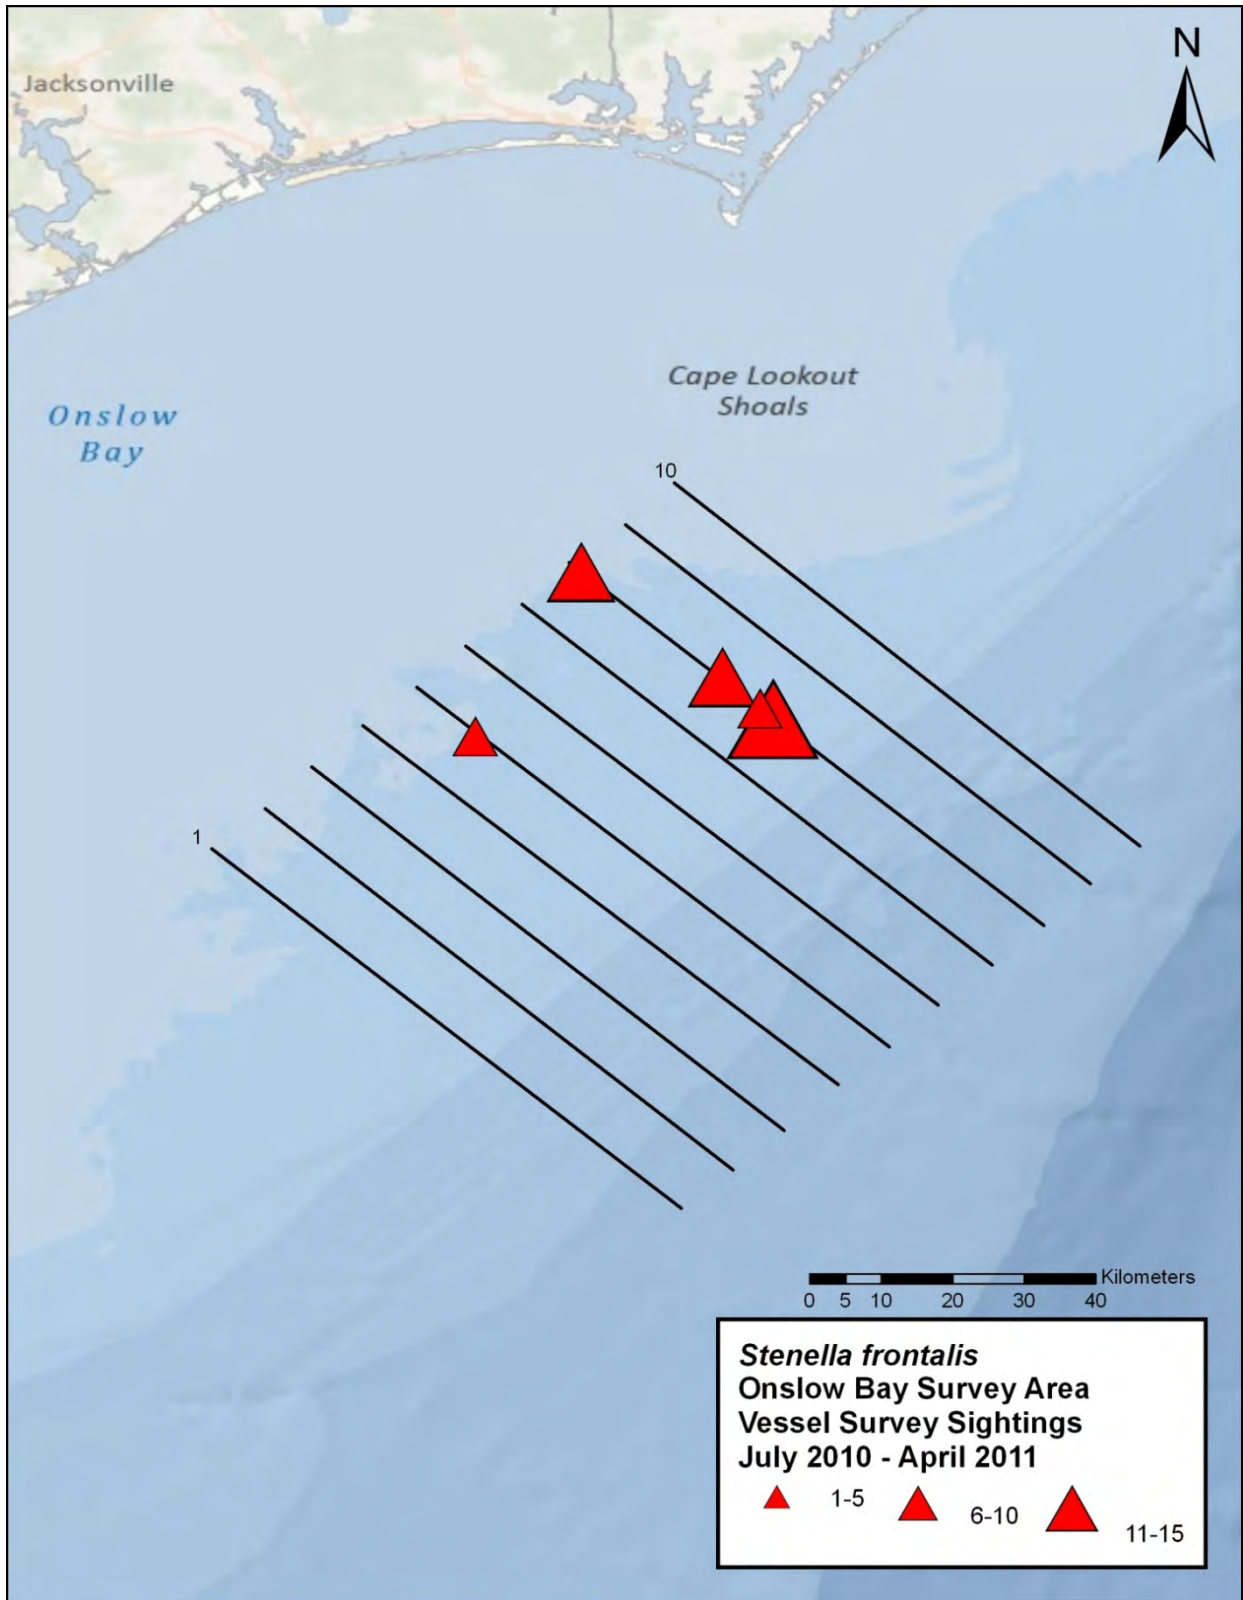 N
Jacksonville
Cape Lookout
Shoals
Onslow
Bay
10
1
Kilometers
0 5 10 20 30 40
Stenella frontalis
Onslow Bay Survey Area
Vessel Survey Sightings
July 2010 - April 2011
1-5
6-10
11-15